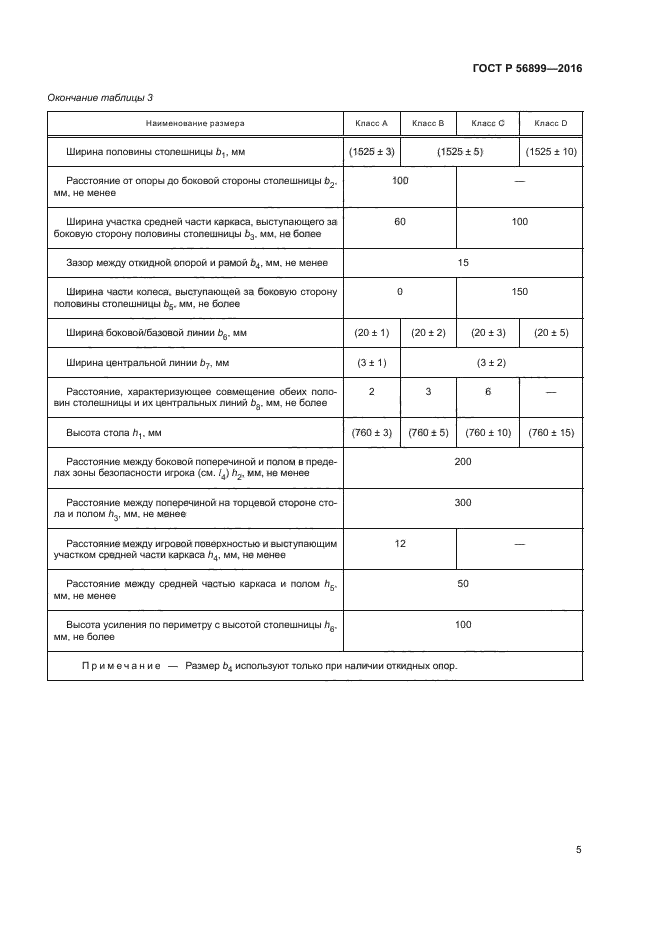 ГОСТ Р 56899—2016
Окончание таблицы 3
Наименование размера Класс А Класс В Класс С Класс D
Ширина половины столешницы b1, мм (1525 ± 3) (1525 ± 5) (1525 ± 10)
Расстояние от опоры до боковой стороны столешницы b2, 100 —
мм, не менее
Ширина участка средней части каркаса, выступающего за 60 100
боковую сторону половины столешницы b3, мм, не более
Зазор между откидной опорой и рамой b4, мм, не менее 15
Ширина части колеса, выступающей за боковую сторону 0 150
половины столешницы b5, мм, не более
Ширина боковой/базовой линии b6, мм (20 ± 1) (20 ± 2) (20 ± 3) (20 ± 5)
Ширина центральной линии b7, мм (3 ± 1) (3 ± 2)
Расстояние, характеризующее совмещение обеих поло- 2 3 6 —
вин столешницы и их центральных линий b8, мм, не более
Высота стола h1, мм (760 ± 3) (760 ± 5) (760 ± 10) (760 ± 15)
Расстояние между боковой поперечиной и полом в преде- 200
лах зоны безопасности игрока (см. l4) h2, мм, не менее
Расстояние между поперечиной на торцевой стороне сто- 300
ла и полом h3, мм, не менее
Расстояние между игровой поверхностью и выступающим 12 —
участком средней части каркаса h4, мм, не менее
Расстояние между средней частью каркаса и полом h5, 50
мм, не менее
Высота усиления по периметру с высотой столешницы h6, 100
мм, не более
Примечание — Размер b4 используют только при наличии откидных опор.
5